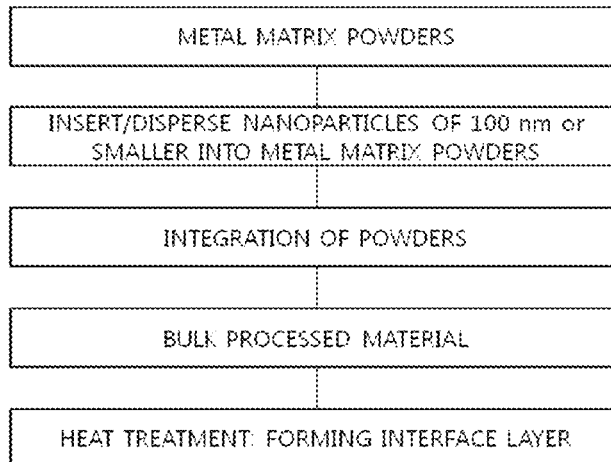 METAL MATRIX POWDERS
INSERT/DISPERSE NANOPARTICLES OF 100 nm or
SMALLER INTO METAL MATRIX POWDERS
INTEGRATION OF POWDERS
BULK PROCESSED MATERIAL
HEAT TREATMENT: FORMING INTERFACE LAYER